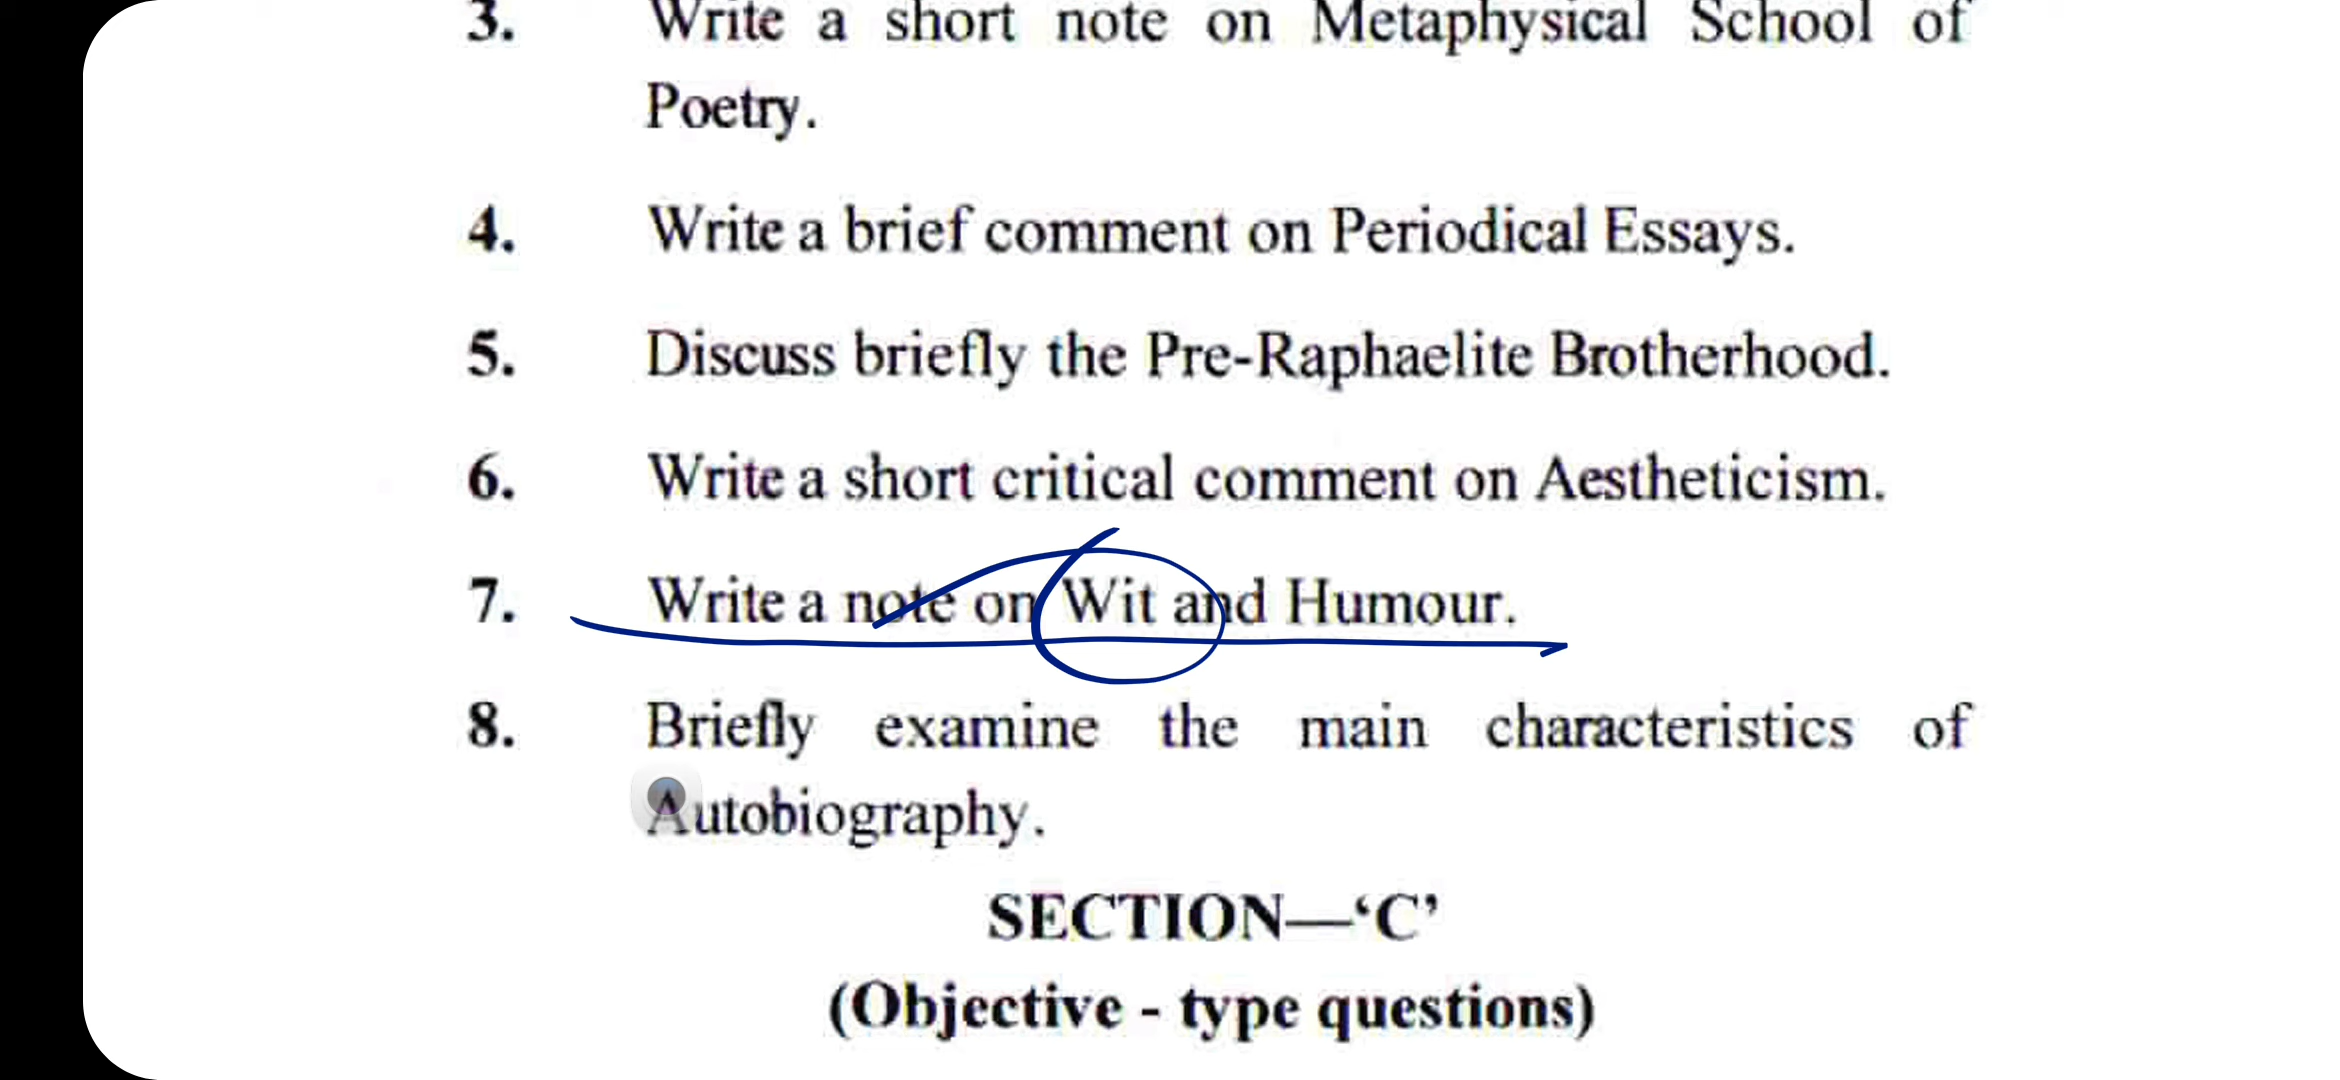 3. Write a short note on Metaphysical School of
Poetry.
4. Write a brief comment on Periodical Essays.
5. Discuss briefly the Pre-Raphaelite Brotherhood.
6. Write a short critical comment on Aestheticism.
7. Write a note on Wit and Humour.
8. Briefly examine the main characteristics of
Autobiography.
SECTION—‘C’
(Objective - type questions)